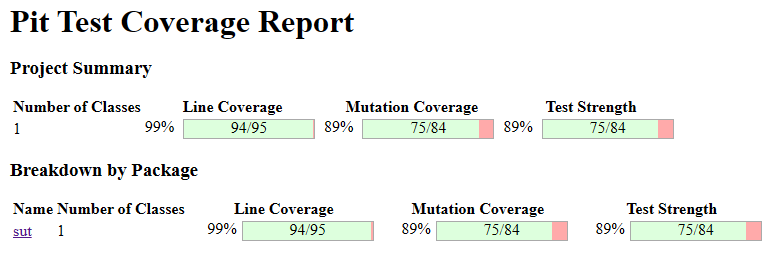 Pit Test Coverage Report
Project Summary
Number of Classes Line Coverage Mutation Coverage Test Strength
1 99% 94/95 89% 75/84 89% 75/84
Breakdown by Package
Name Number of Classes Line Coverage Mutation Coverage Test Strength
sut 1 99% 94/95 89% 75/84 89% 75/84